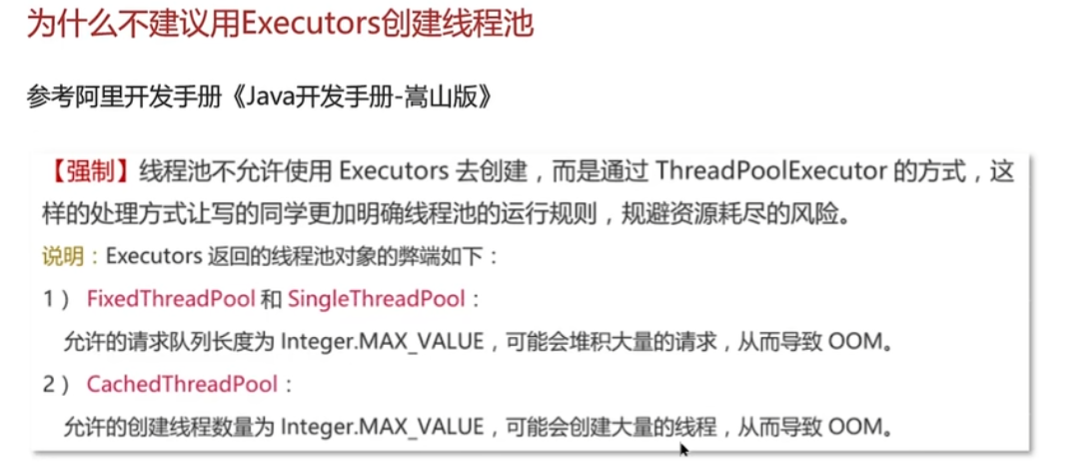 为什么不建议用Executors创建线程池
参考阿里开发手册《Java开发手册-嵩山版》
【强制】线程池不允许使用 Executors 去创建，而是通过 ThreadPoolExecutor 的方式，这
样的处理方式让写的同学更加明确线程池的运行规则，规避资源耗尽的风险。
说明：Executors 返回的线程池对象的弊端如下：
1） FixedThreadPool 和 SingleThreadPool：
允许的请求队列长度为 Integer.MAX_VALUE，可能会堆积大量的请求，从而导致 OOM。
2） CachedThreadPool：
允许的创建线程数量为 Integer.MAX_VALUE，可能会创建大量的线程，从而导致 OOM。